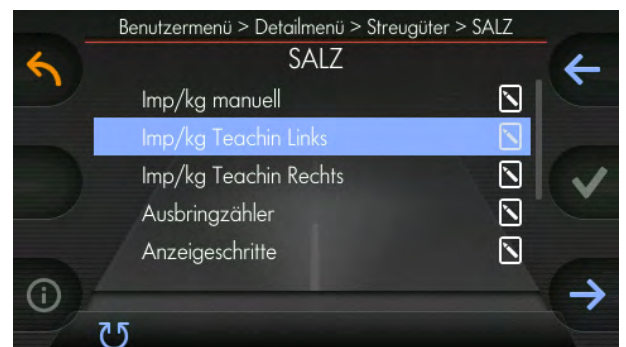 Benutzermenü > Detailmenü > Streugüter > SALZ
SALZ
Imp/kg manuell
Imp/kg Teachin Links
Imp/kg Teachin Rechts
Ausbringzähler
Anzeigeschritte